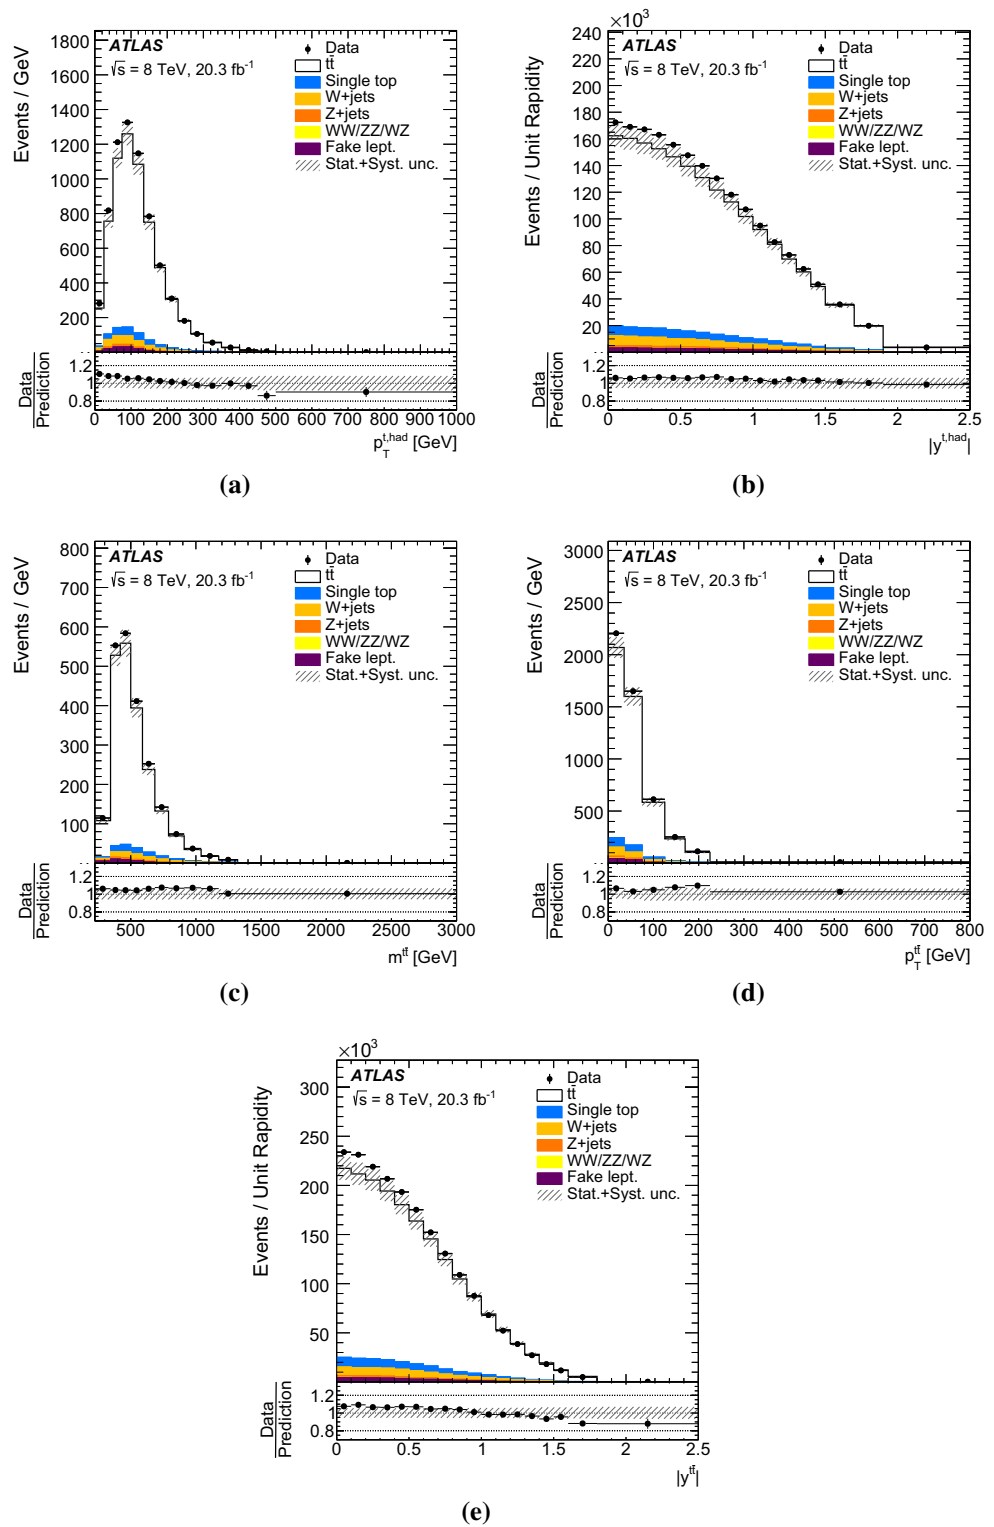 ATLAS
√s = 8 TeV, 20.3 fb⁻¹
Data
tt̄
Single top
W+jets
Z+jets
WW/ZZ/WZ
Fake lept.
Stat.+Syst. unc.
Events / GeV
1800
1600
1400
1200
1000
800
600
400
200
Data
Prediction
1.2
1
0.8
0 100 200 300 400 500 600 700 800 900 1000
p_T^{t,had} [GeV]
(a)
×10³
ATLAS
√s = 8 TeV, 20.3 fb⁻¹
Data
tt̄
Single top
W+jets
Z+jets
WW/ZZ/WZ
Fake lept.
Stat.+Syst. unc.
Events / Unit Rapidity
240
220
200
180
160
140
120
100
80
60
40
20
Data
Prediction
1.2
1
0.8
0 0.5 1 1.5 2 2.5
|y^{t,had}|
(b)
ATLAS
√s = 8 TeV, 20.3 fb⁻¹
Data
tt̄
Single top
W+jets
Z+jets
WW/ZZ/WZ
Fake lept.
Stat.+Syst. unc.
Events / GeV
800
700
600
500
400
300
200
100
Data
Prediction
1.2
1
0.8
500 1000 1500 2000 2500 3000
m^{tt̄} [GeV]
(c)
ATLAS
√s = 8 TeV, 20.3 fb⁻¹
Data
tt̄
Single top
W+jets
Z+jets
WW/ZZ/WZ
Fake lept.
Stat.+Syst. unc.
Events / GeV
3000
2500
2000
1500
1000
500
Data
Prediction
1.2
1
0.8
0 100 200 300 400 500 600 700 800
p_T^{tt̄} [GeV]
(d)
×10³
ATLAS
√s = 8 TeV, 20.3 fb⁻¹
Data
tt̄
Single top
W+jets
Z+jets
WW/ZZ/WZ
Fake lept.
Stat.+Syst. unc.
Events / Unit Rapidity
300
250
200
150
100
50
Data
Prediction
1.2
1
0.8
0 0.5 1 1.5 2 2.5
|y^{tt̄}|
(e)